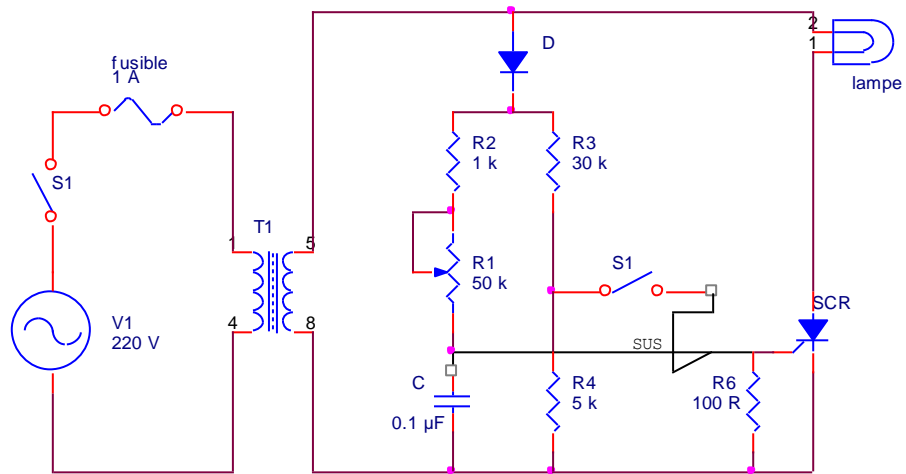 fusible
1 A
S1
V1
220 V
T1
1
4
5
8
D
R2
1 k
R3
30 k
R1
50 k
S1
SUS
C
0.1 µF
R4
5 k
R6
100 R
SCR
2
1
lampe